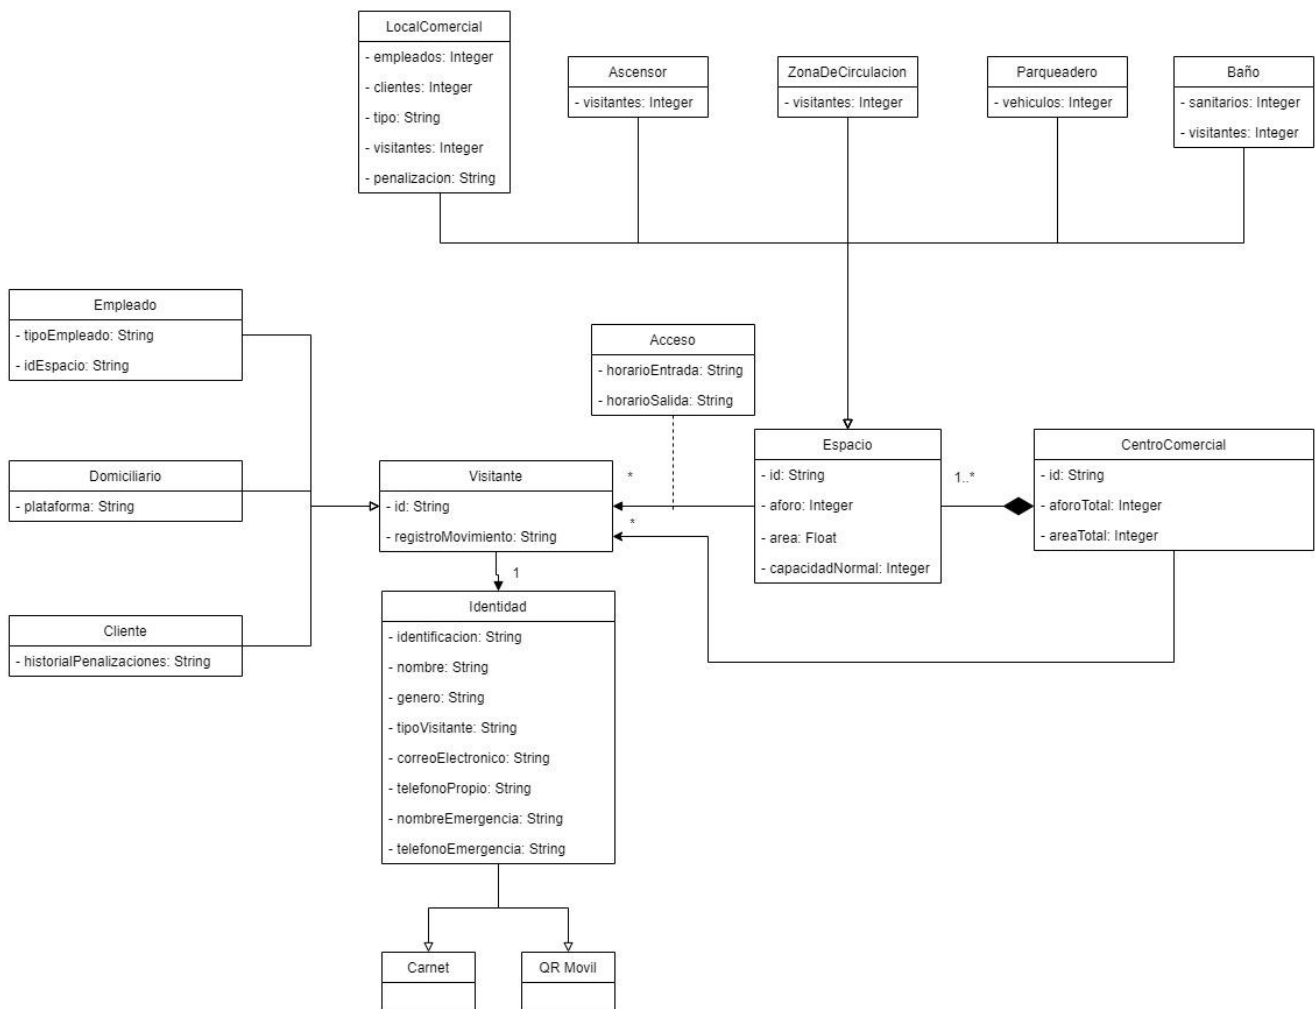 LocalComercial
- empleados: Integer
- clientes: Integer
- tipo: String
- visitantes: Integer
- penalizacion: String
Ascensor
- visitantes: Integer
ZonaDeCirculacion
- visitantes: Integer
Parqueadero
- vehiculos: Integer
Baño
- sanitarios: Integer
- visitantes: Integer
Empleado
- tipoEmpleado: String
- idEspacio: String
Acceso
- horarioEntrada: String
- horarioSalida: String
Domiciliario
- plataforma: String
Visitante
- id: String
- registroMovimiento: String
*
*
Espacio
- id: String
- aforo: Integer
- area: Float
- capacidadNormal: Integer
1..*
CentroComercial
- id: String
- aforoTotal: Integer
- areaTotal: Integer
1
Cliente
- historialPenalizaciones: String
Identidad
- identificacion: String
- nombre: String
- genero: String
- tipoVisitante: String
- correoElectronico: String
- telefonoPropio: String
- nombreEmergencia: String
- telefonoEmergencia: String
Carnet
QR Movil